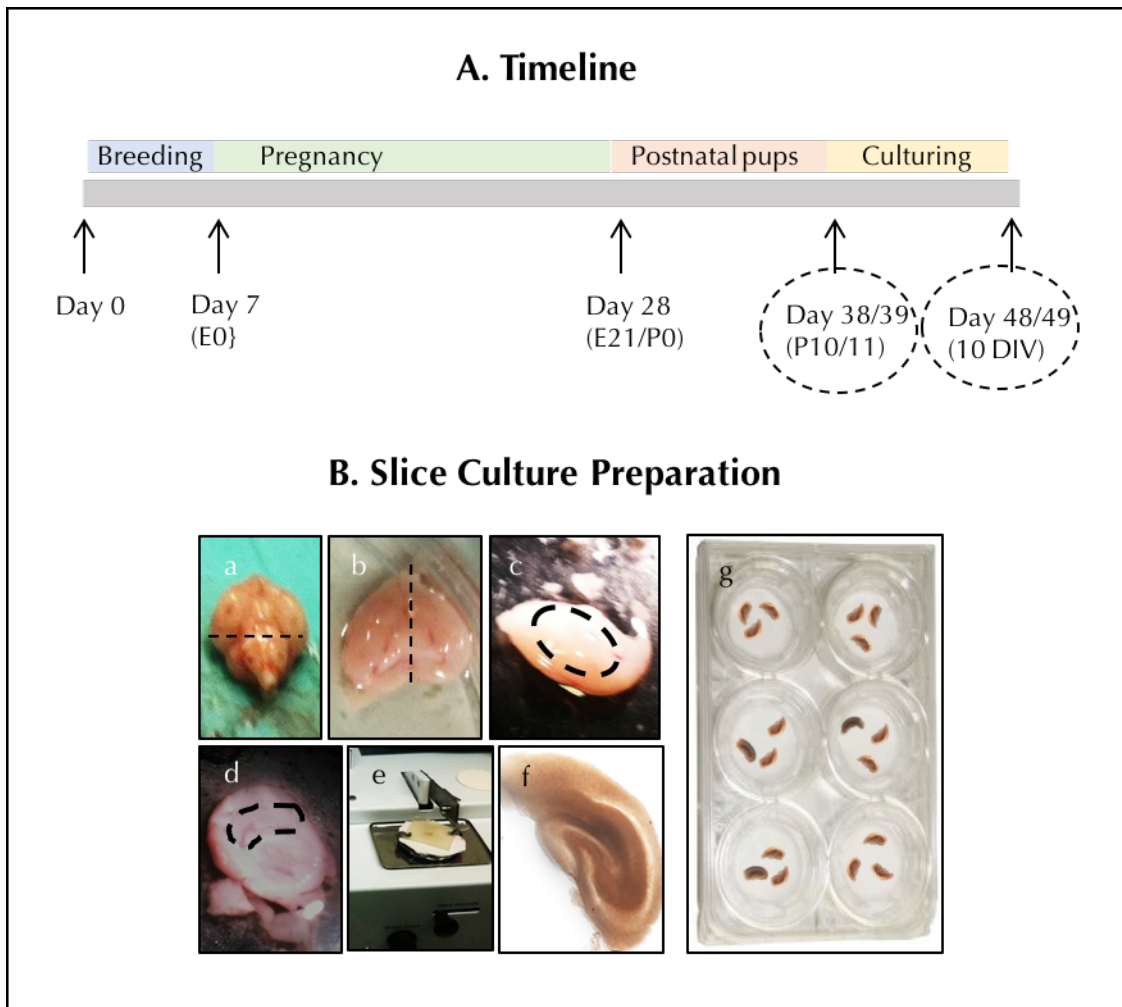 A. Timeline
Breeding Pregnancy Postnatal pups Culturing
Day 0
Day 7
(E0}
Day 28
(E21/P0)
Day 38/39
(P10/11)
Day 48/49
(10 DIV)
B. Slice Culture Preparation
a
b
c
d
e
f
g